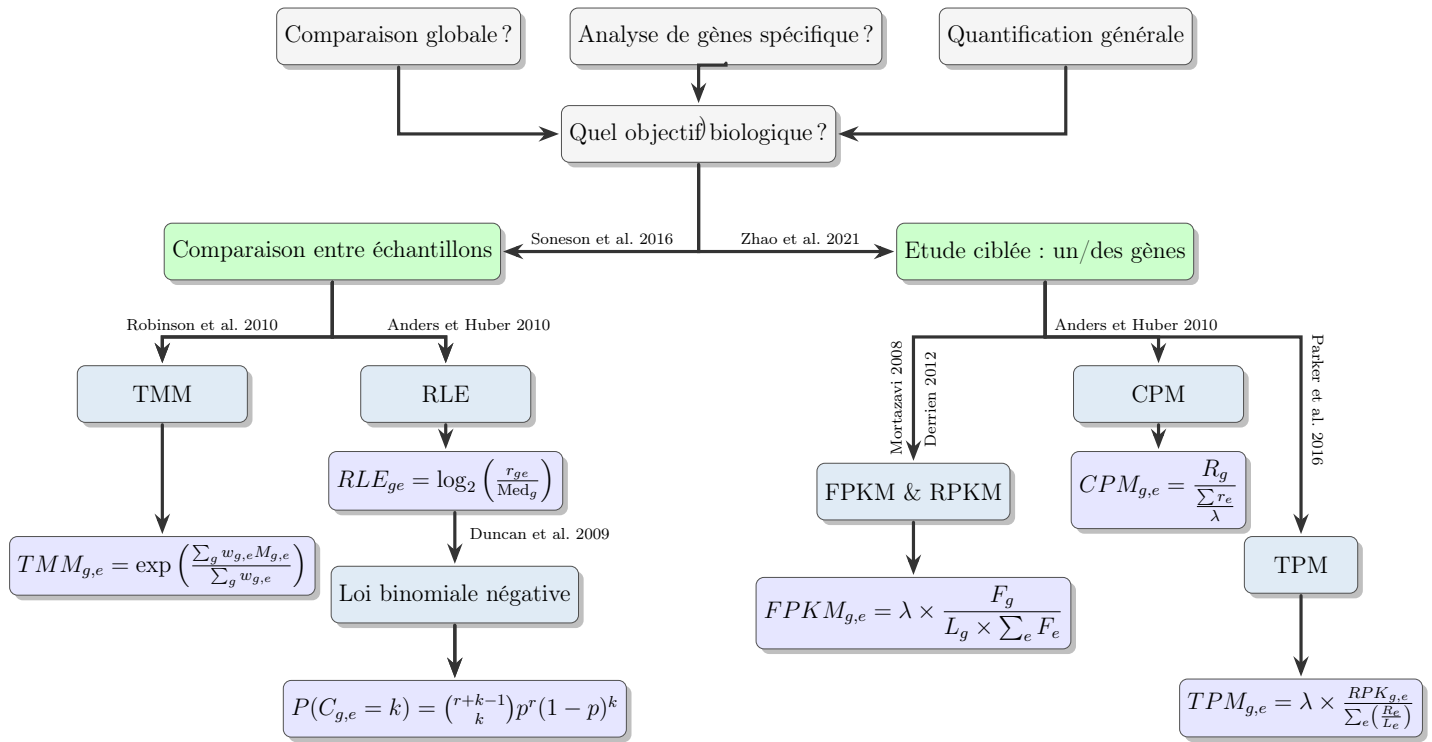 Comparaison globale ?
Analyse de gènes spécifique ?
Quantification générale
Quel objectif) biologique ?
Soneson et al. 2016
Zhao et al. 2021
Comparaison entre échantillons
Etude ciblée : un/des gènes
Robinson et al. 2010
Anders et Huber 2010
Anders et Huber 2010
Mortazavi 2008
Derrien 2012
Parker et al. 2016
TMM
RLE
CPM
RLE_{ge} = log_2 (r_{ge} / Med_g)
FPKM & RPKM
CPM_{g,e} = R_g / (∑ r_e / λ)
Duncan et al. 2009
TMM_{g,e} = exp (∑_g w_{g,e} M_{g,e} / ∑_g w_{g,e})
TPM
Loi binomiale négative
FPKM_{g,e} = λ × F_g / (L_g × ∑_e F_e)
P(C_{g,e} = k) = (r+k−1 k) p^r (1 − p)^k
TPM_{g,e} = λ × RPK_{g,e} / ∑_e (R_e / L_e)